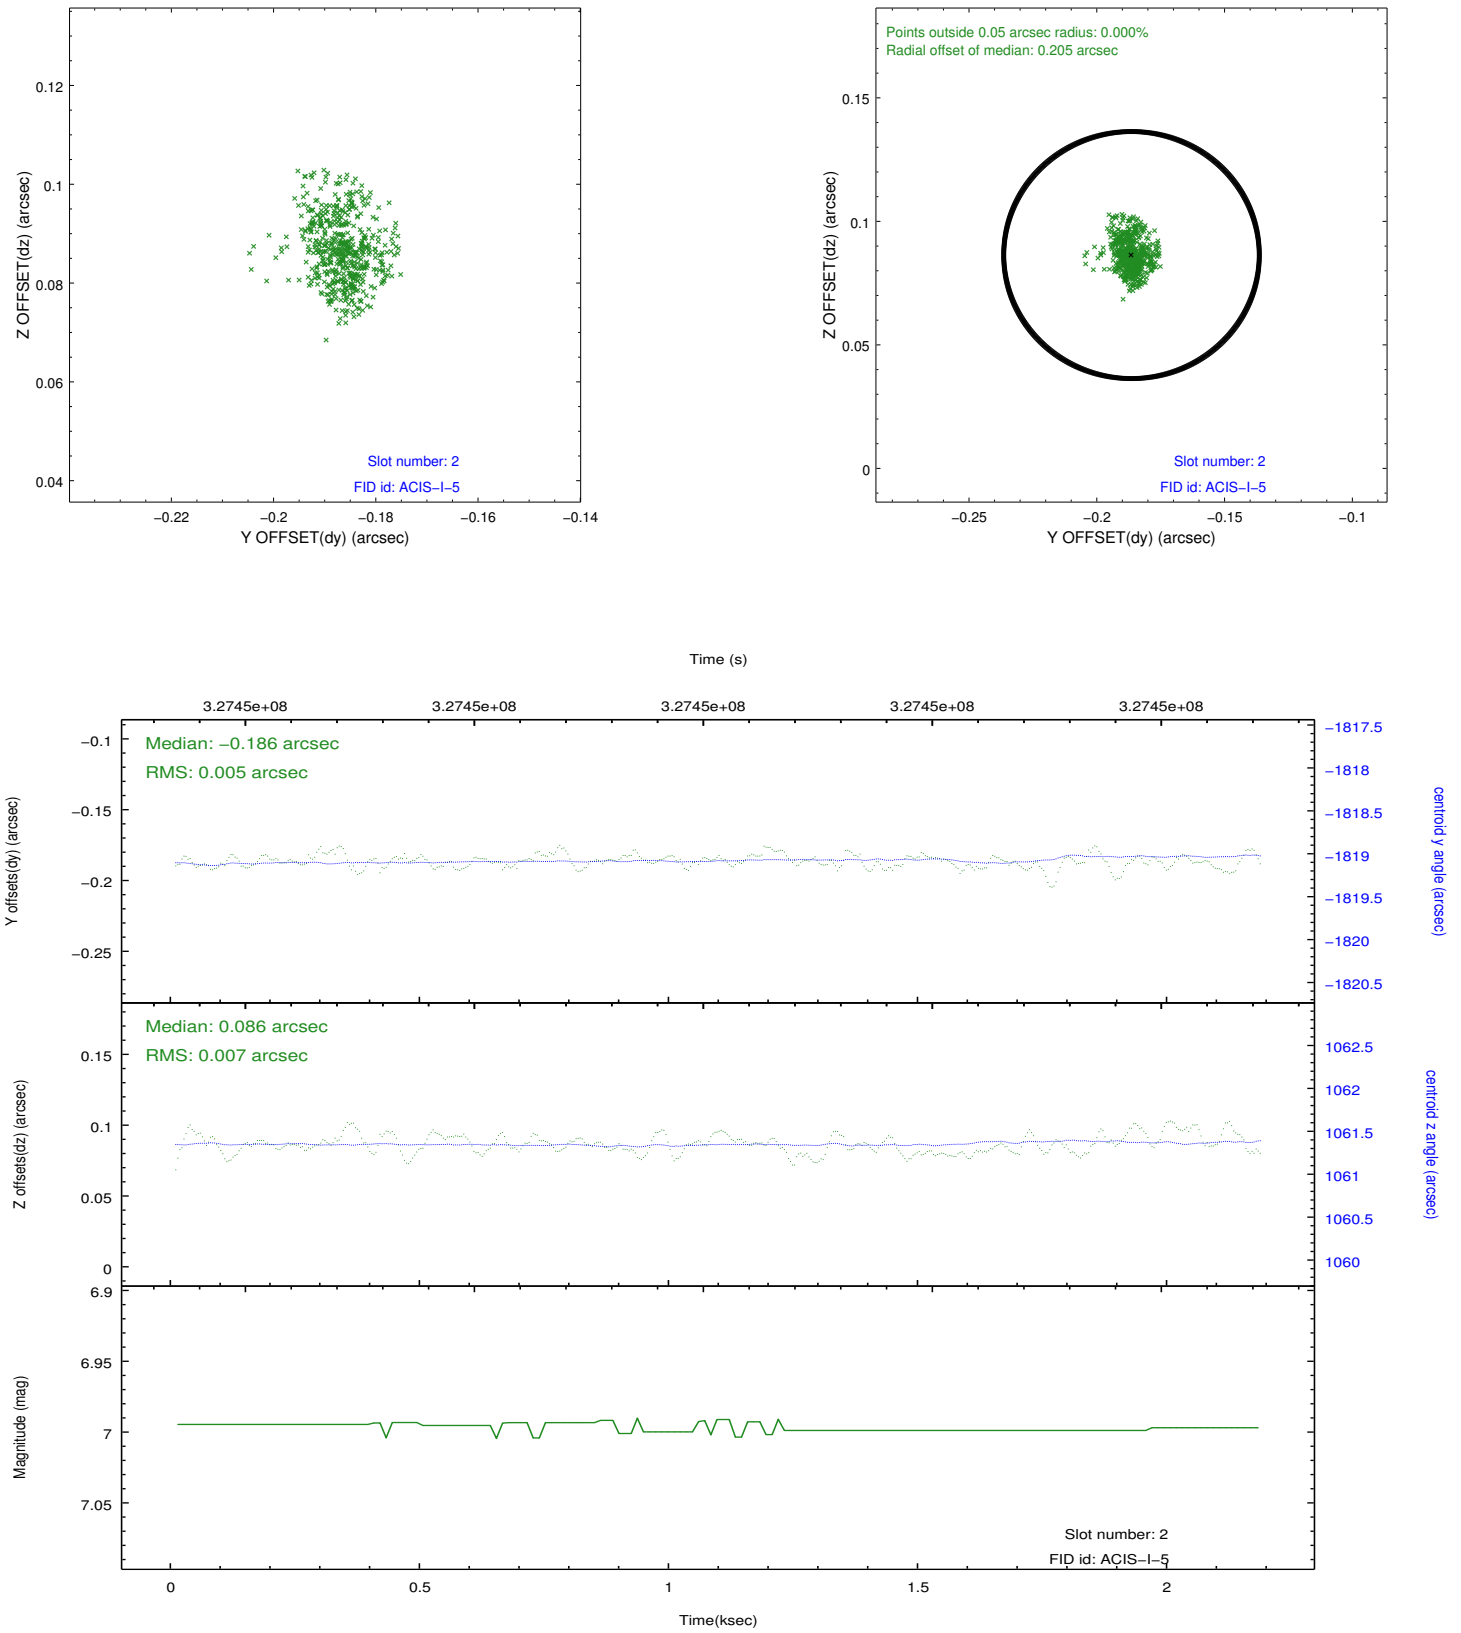 0.12
0.1
0.08
0.06
0.04
Z OFFSET(dz) (arcsec)
Slot number: 2
FID id: ACIS−I−5
−0.22 −0.2 −0.18 −0.16 −0.14
Y OFFSET(dy) (arcsec)
Points outside 0.05 arcsec radius: 0.000%
Radial offset of median: 0.205 arcsec
0.15
0.1
0.05
0
Z OFFSET(dz) (arcsec)
Slot number: 2
FID id: ACIS−I−5
−0.25 −0.2 −0.15 −0.1
Y OFFSET(dy) (arcsec)
Time (s)
3.2745e+08 3.2745e+08 3.2745e+08 3.2745e+08 3.2745e+08
Median: −0.186 arcsec
RMS: 0.005 arcsec
−0.1
−0.15
−0.2
−0.25
Y offsets(dy) (arcsec)
−1817.5
−1818
−1818.5
−1819
−1819.5
−1820
−1820.5
centroid y angle (arcsec)
Median: 0.086 arcsec
RMS: 0.007 arcsec
0.15
0.1
0.05
0
Z offsets(dz) (arcsec)
1062.5
1062
1061.5
1061
1060.5
1060
centroid z angle (arcsec)
6.9
6.95
7
7.05
Magnitude (mag)
Slot number: 2
FID id: ACIS−I−5
0 0.5 1 1.5 2
Time(ksec)